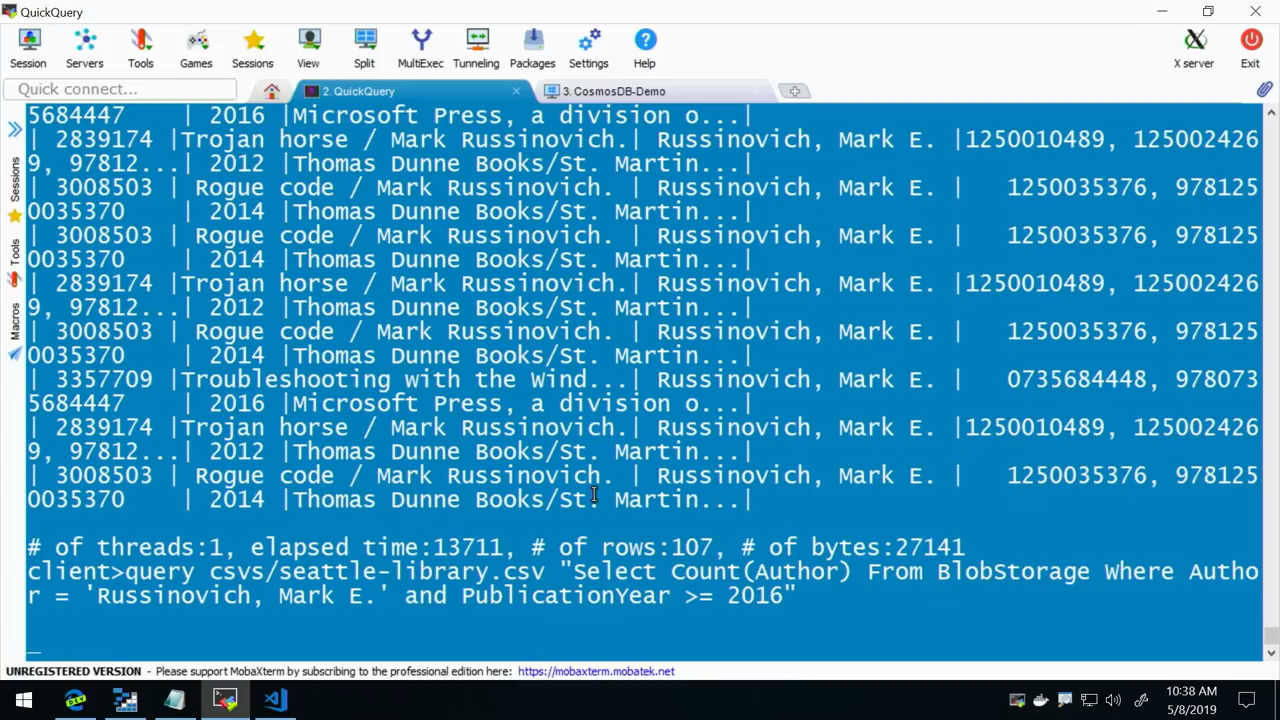 QuickQuery
Session Servers Tools Games Sessions View Split MultiExec Tunneling Packages Settings Help X server Exit
Quick connect... 2. QuickQuery 3. CosmosDB-Demo
Sessions
Tools
Macros
5684447 | 2016 |Microsoft Press, a division o...|
| 2839174 |Trojan horse / Mark Russinovich.| Russinovich, Mark E. |1250010489, 125002426
9, 97812...| 2012 |Thomas Dunne Books/St. Martin...|
| 3008503 | Rogue code / Mark Russinovich. | Russinovich, Mark E. | 1250035376, 978125
0035370 | 2014 |Thomas Dunne Books/St. Martin...|
| 3008503 | Rogue code / Mark Russinovich. | Russinovich, Mark E. | 1250035376, 978125
0035370 | 2014 |Thomas Dunne Books/St. Martin...|
| 2839174 |Trojan horse / Mark Russinovich.| Russinovich, Mark E. |1250010489, 125002426
9, 97812...| 2012 |Thomas Dunne Books/St. Martin...|
| 3008503 | Rogue code / Mark Russinovich. | Russinovich, Mark E. | 1250035376, 978125
0035370 | 2014 |Thomas Dunne Books/St. Martin...|
| 3357709 |Troubleshooting with the Wind...| Russinovich, Mark E. | 0735684448, 978073
5684447 | 2016 |Microsoft Press, a division o...|
| 2839174 |Trojan horse / Mark Russinovich.| Russinovich, Mark E. |1250010489, 125002426
9, 97812...| 2012 |Thomas Dunne Books/St. Martin...|
| 3008503 | Rogue code / Mark Russinovich. | Russinovich, Mark E. | 1250035376, 978125
0035370 | 2014 |Thomas Dunne Books/St. Martin...|
# of threads:1, elapsed time:13711, # of rows:107, # of bytes:27141
client>query csvs/seattle-library.csv "Select Count(Author) From BlobStorage Where Autho
r = 'Russinovich, Mark E.' and PublicationYear >= 2016"
UNREGISTERED VERSION - Please support MobaXterm by subscribing to the professional edition here: https://mobaxterm.mobatek.net
10:38 AM
5/8/2019